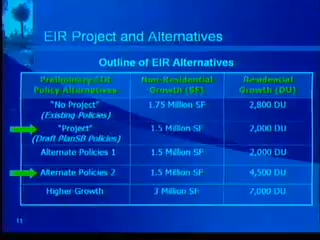 EIR Project and Alternatives
Outline of EIR Alternatives
Preliminary EIR Non-Residential Residential
Policy Alternatives Growth (SF) Growth (DU)
"No Project" 1.75 Million SF 2,800 DU
(Existing Policies)
"Project" 1.5 Million SF 2,000 DU
(Draft PlanSB Policies)
Alternate Policies 1 1.5 Million SF 2,000 DU
Alternate Policies 2 1.5 Million SF 4,500 DU
Higher Growth 3 Million SF 7,000 DU
11